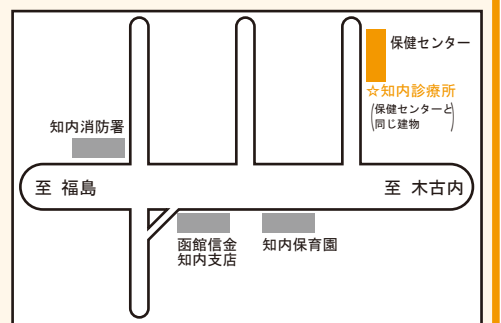 保健センター
☆知内診療所
(保健センターと
同じ建物)
知内消防署
至 福島
至 木古内
函館信金
知内支店
知内保育園